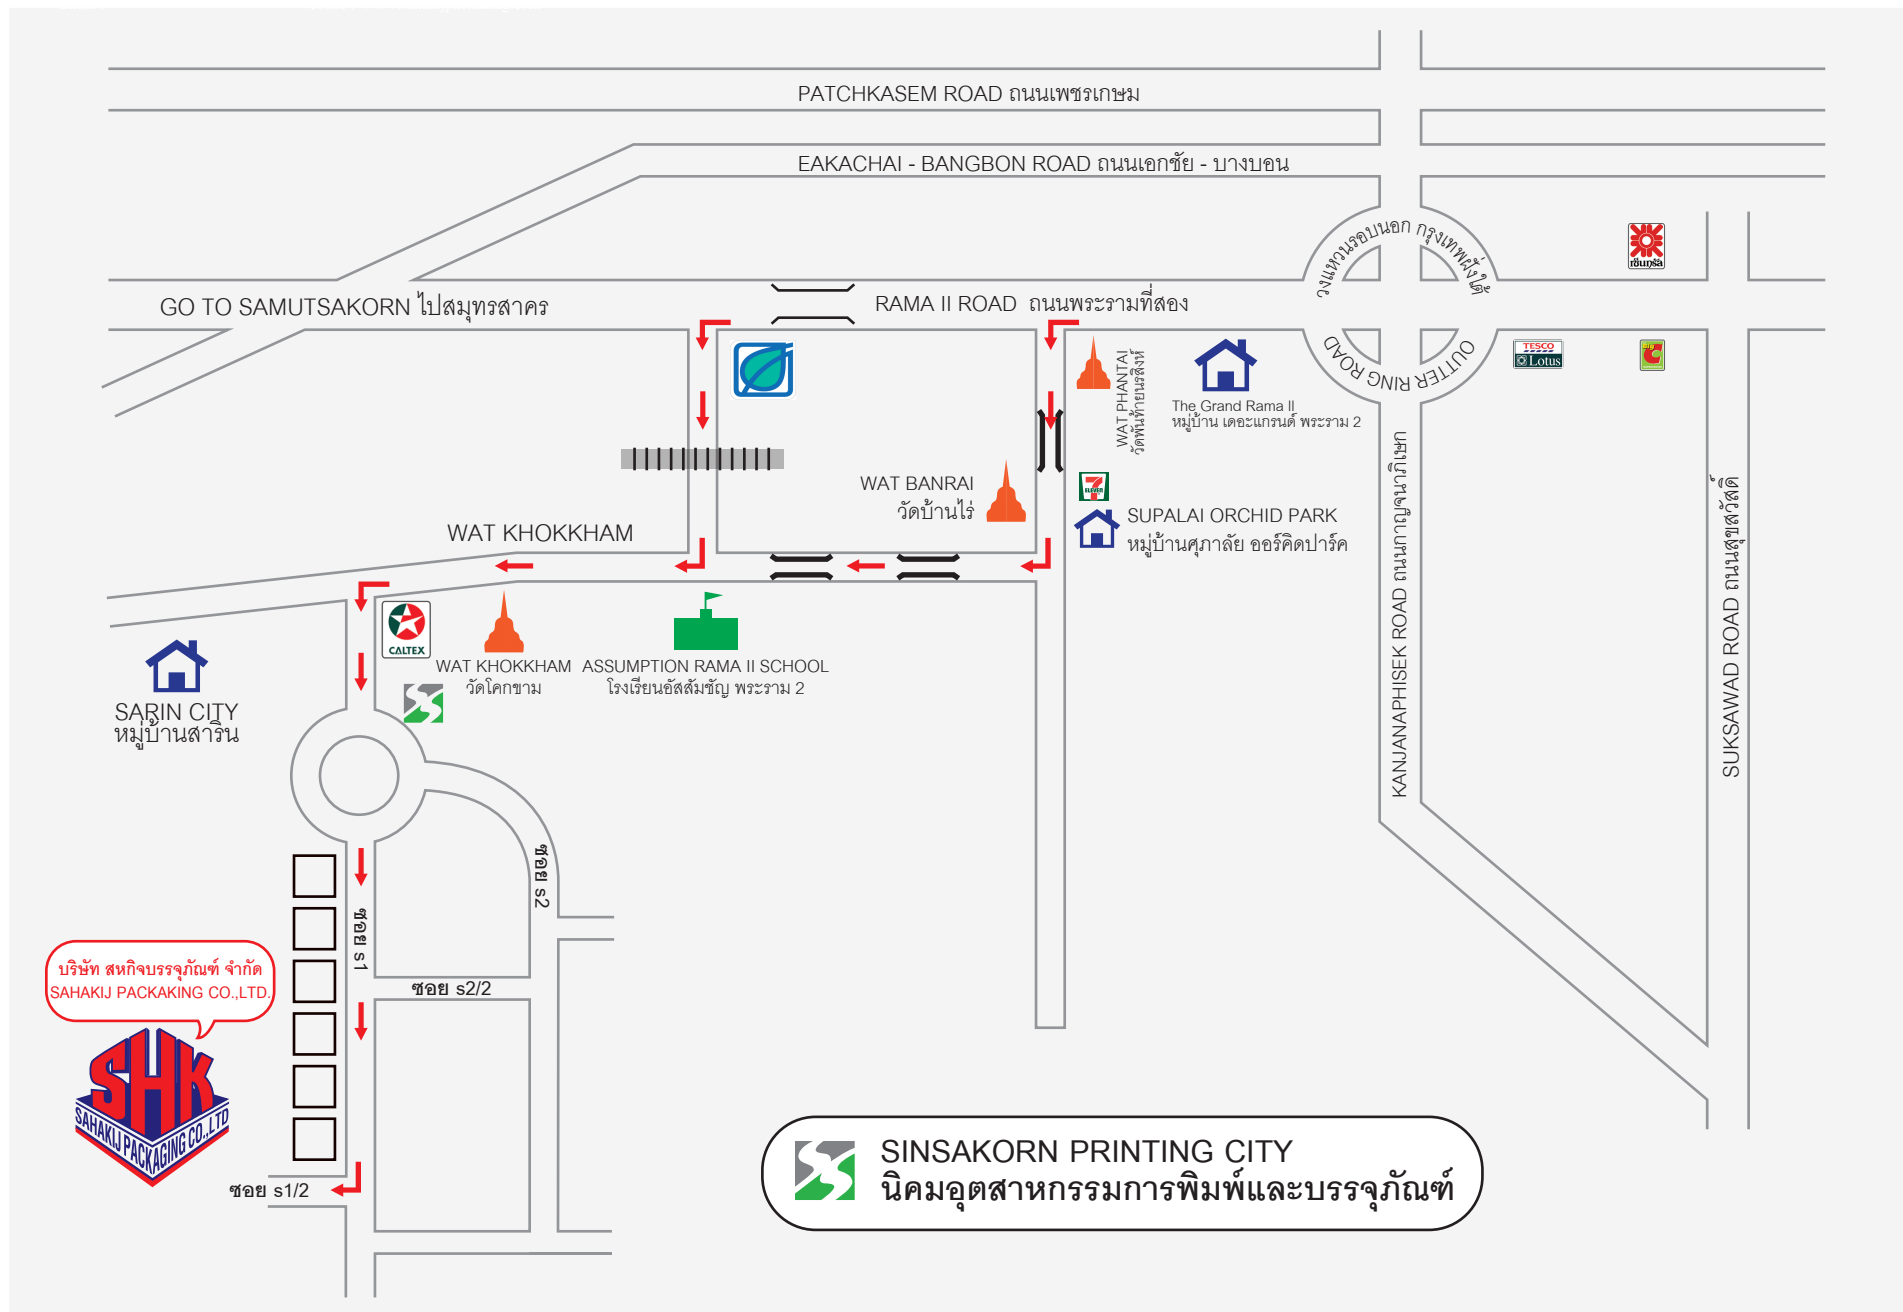 PATCHKASEM ROAD ถนนเพชรเกษม
EAKACHAI - BANGBON ROAD ถนนเอกชัย - บางบอน
วงแหวนรอบนอก กรุงเทพฝั่งใต้
เซ็นทรัล
GO TO SAMUTSAKORN ไปสมุทรสาคร
RAMA II ROAD ถนนพระรามที่สอง
OUTTER RING ROAD
TESCO
Lotus
WAT PHANTAI
วัดพันท้ายนรสิงห์
The Grand Rama II
หมู่บ้าน เดอะแกรนด์ พระราม 2
WAT BANRAI
วัดบ้านไร่
7
ELEVEN
SUPALAI ORCHID PARK
หมู่บ้านศุภาลัย ออร์คิดปาร์ค
KANJANAPHISEK ROAD ถนนกาญจนาภิเษก
SUKSAWAD ROAD ถนนสุขสวัสดิ์
WAT KHOKKHAM
CALTEX
WAT KHOKKHAM
วัดโคกขาม
ASSUMPTION RAMA II SCHOOL
โรงเรียนอัสสัมชัญ พระราม 2
SARIN CITY
หมู่บ้านสาริน
ซอย s2
ซอย s1
ซอย s2/2
บริษัท สหกิจบรรจุภัณฑ์ จำกัด
SAHAKIJ PACKAKING CO.,LTD.
SHK
SAHAKIJ PACKAGING CO.,LTD
ซอย s1/2
SINSAKORN PRINTING CITY
นิคมอุตสาหกรรมการพิมพ์และบรรจุภัณฑ์